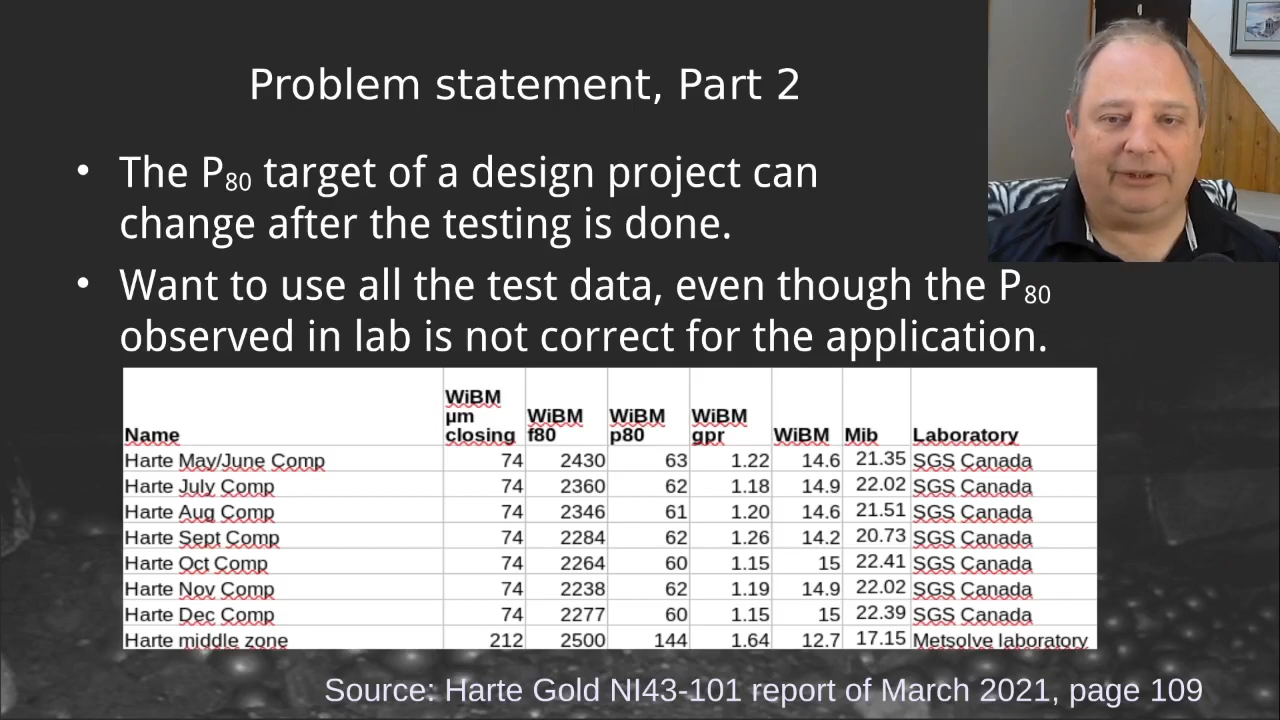 Problem statement, Part 2
• The P80 target of a design project can
change after the testing is done.
• Want to use all the test data, even though the P80
observed in lab is not correct for the application.
Name WiBM µm closing WiBM f80 WiBM p80 WiBM gpr WiBM Mib Laboratory
Harte May/June Comp 74 2430 63 1.22 14.6 21.35 SGS Canada
Harte July Comp 74 2360 62 1.18 14.9 22.02 SGS Canada
Harte Aug Comp 74 2346 61 1.20 14.6 21.51 SGS Canada
Harte Sept Comp 74 2284 62 1.26 14.2 20.73 SGS Canada
Harte Oct Comp 74 2264 60 1.15 15 22.41 SGS Canada
Harte Nov Comp 74 2238 62 1.19 14.9 22.02 SGS Canada
Harte Dec Comp 74 2277 60 1.15 15 22.39 SGS Canada
Harte middle zone 212 2500 144 1.64 12.7 17.15 Metsolve laboratory
Source: Harte Gold NI43-101 report of March 2021, page 109